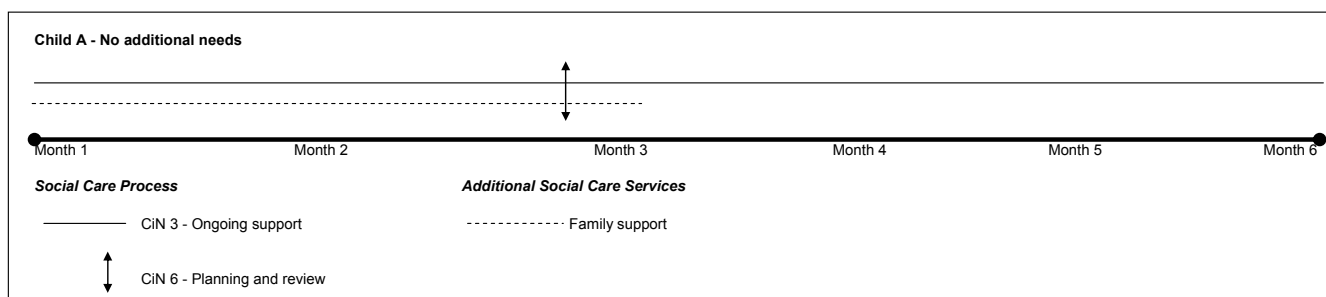 Child A - No additional needs
Month 1 Month 2 Month 3 Month 4 Month 5 Month 6
Social Care Process Additional Social Care Services
CiN 3 - Ongoing support Family support
CiN 6 - Planning and review